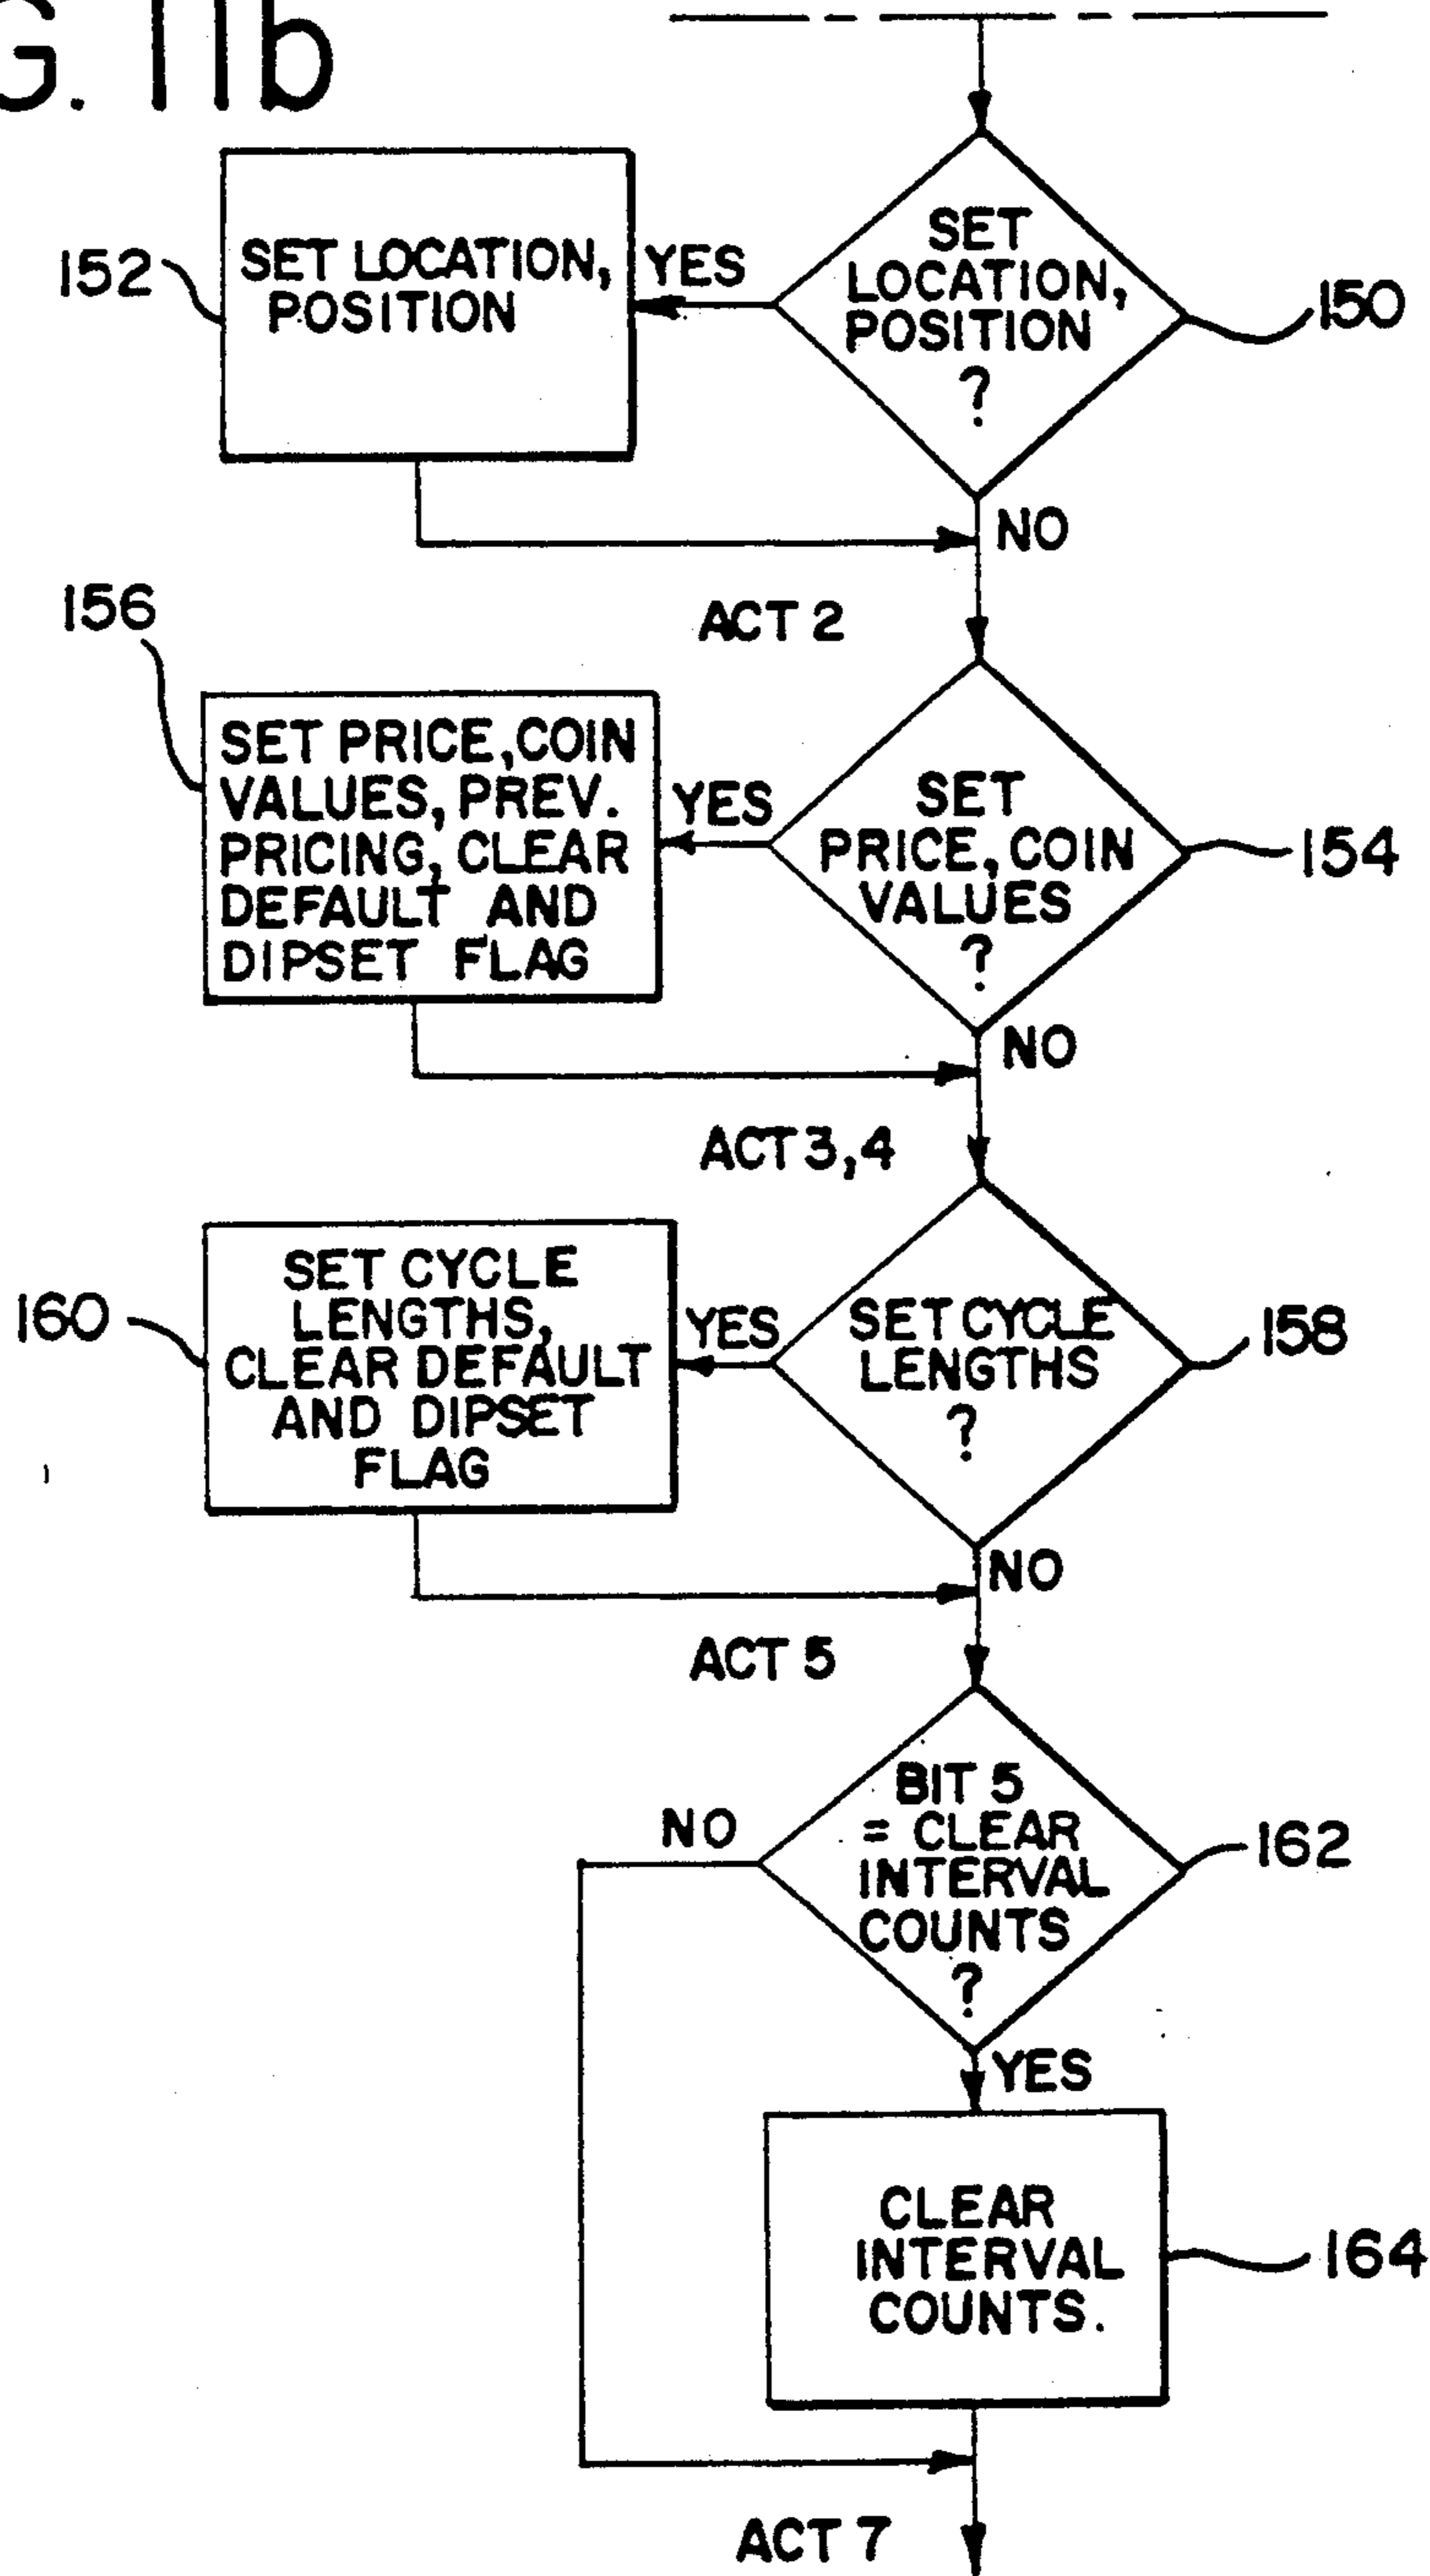 G. 11b
SET
LOCATION,
POSITION
?
150
YES
SET LOCATION,
POSITION
152
NO
ACT 2
SET
PRICE, COIN
VALUES
?
154
YES
156
SET PRICE, COIN
VALUES, PREV.
PRICING, CLEAR
DEFAULT AND
DIPSET FLAG
NO
ACT 3,4
SET CYCLE
LENGTHS
?
158
YES
160
SET CYCLE
LENGTHS,
CLEAR DEFAULT
AND DIPSET
FLAG
NO
ACT 5
BIT 5
= CLEAR
INTERVAL
COUNTS
?
162
NO
YES
CLEAR
INTERVAL
COUNTS.
164
ACT 7